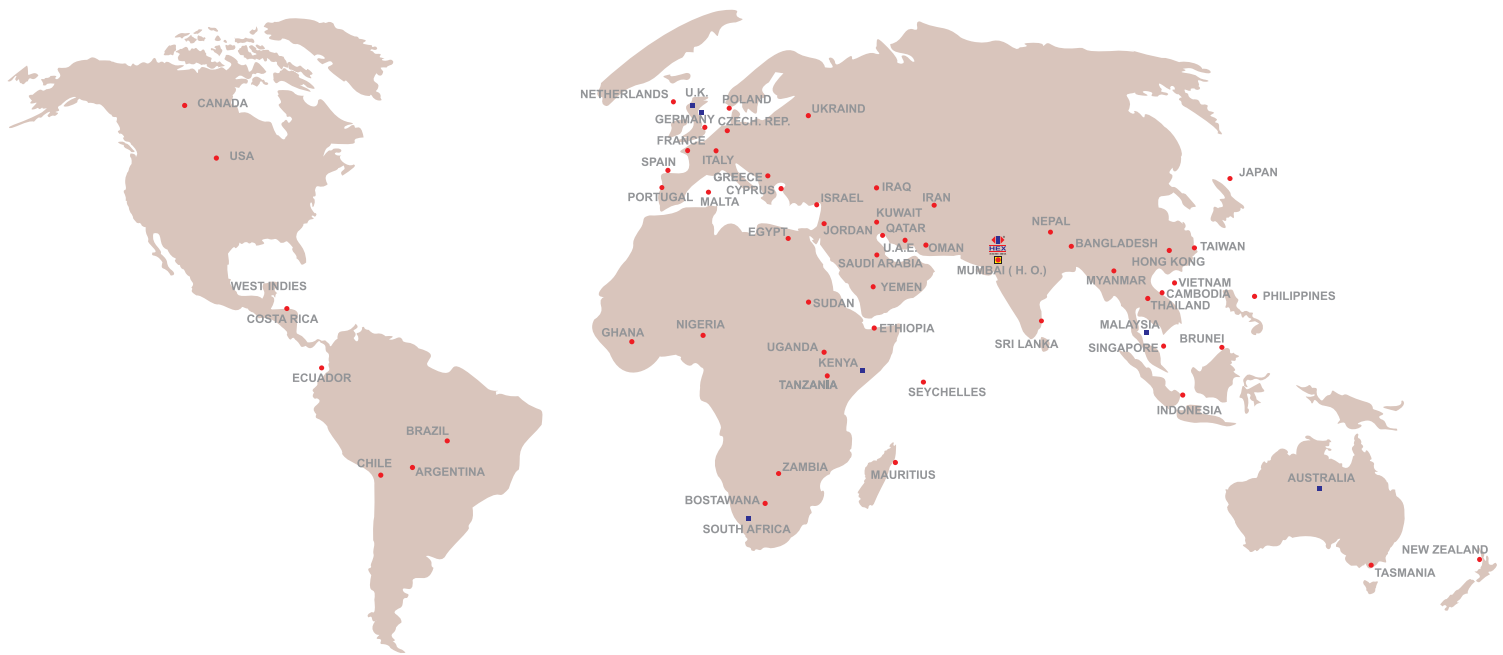 NETHERLANDS
U.K.
POLAND
CANADA
UKRAIND
GERMANY
CZECH. REP.
FRANCE
USA
ITALY
SPAIN
JAPAN
GREECE
CYPRUS
IRAQ
PORTUGAL
MALTA
ISRAEL
IRAN
KUWAIT
NEPAL
EGYPT
JORDAN
QATAR
BANGLADESH
TAIWAN
U.A.E.
OMAN
HEX
SAUDI ARABIA
HONG KONG
MUMBAI ( H. O.)
MYANMAR
WEST INDIES
YEMEN
VIETNAM
CAMBODIA
PHILIPPINES
SUDAN
THAILAND
COSTA RICA
NIGERIA
MALAYSIA
GHANA
ETHIOPIA
BRUNEI
UGANDA
SRI LANKA
SINGAPORE
KENYA
ECUADOR
TANZANIA
SEYCHELLES
INDONESIA
BRAZIL
CHILE
ARGENTINA
ZAMBIA
MAURITIUS
AUSTRALIA
BOSTAWANA
SOUTH AFRICA
NEW ZEALAND
TASMANIA